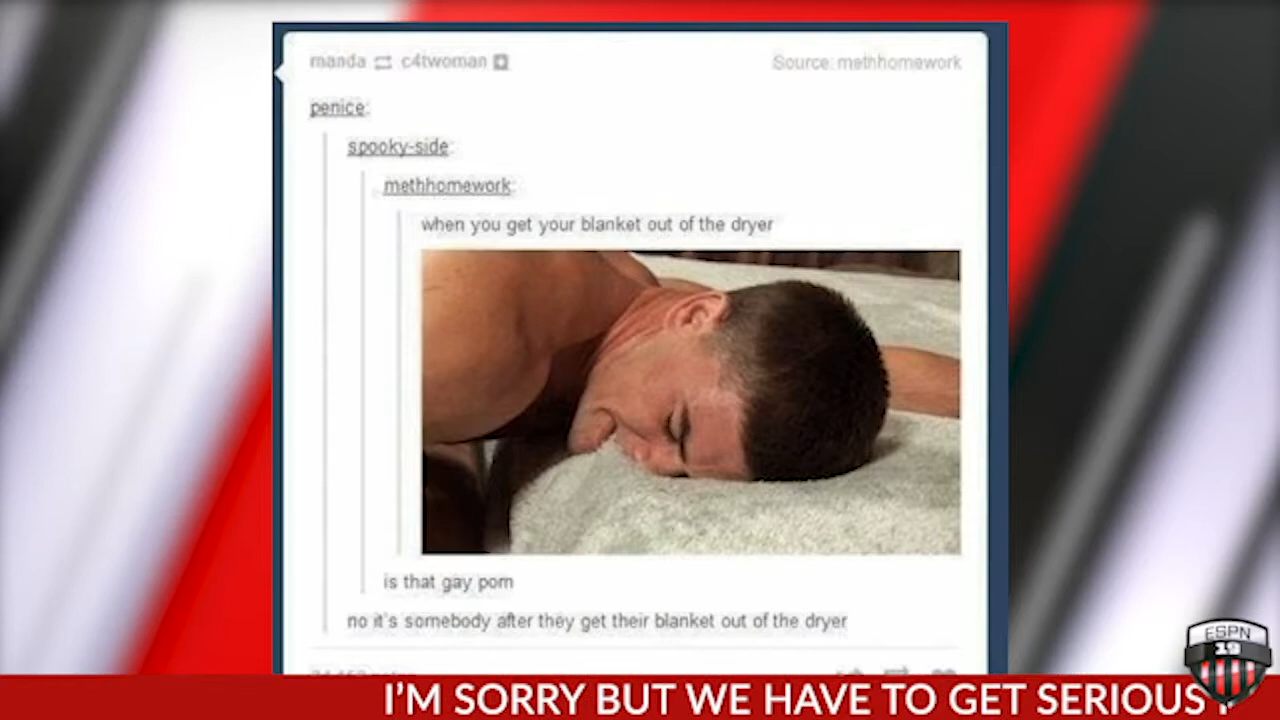 manda c4twoman
Source: methhomework
penice:
spooky-side:
methhomework:
when you get your blanket out of the dryer
is that gay porn
no it's somebody after they get their blanket out of the dryer
I'M SORRY BUT WE HAVE TO GET SERIOUS
ESPN
19